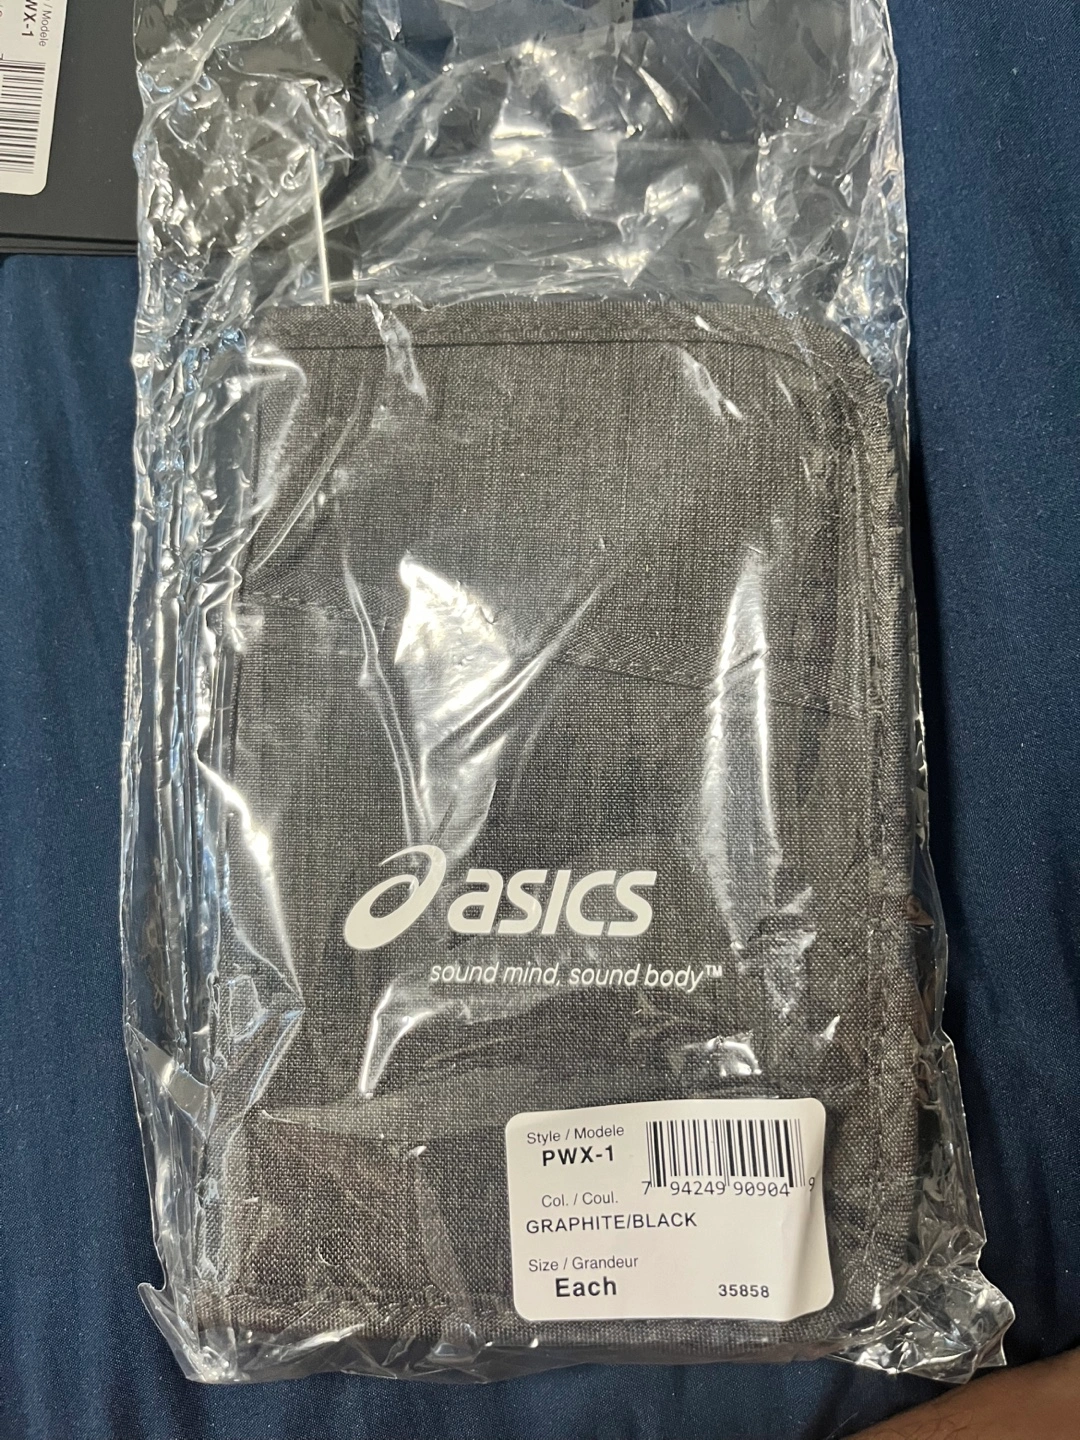 / Modele
WX-1
asics
sound mind, sound body™
Style / Modele
PWX-1
7 94249 90904 9
Col. / Coul.
GRAPHITE/BLACK
Size / Grandeur
Each
35858